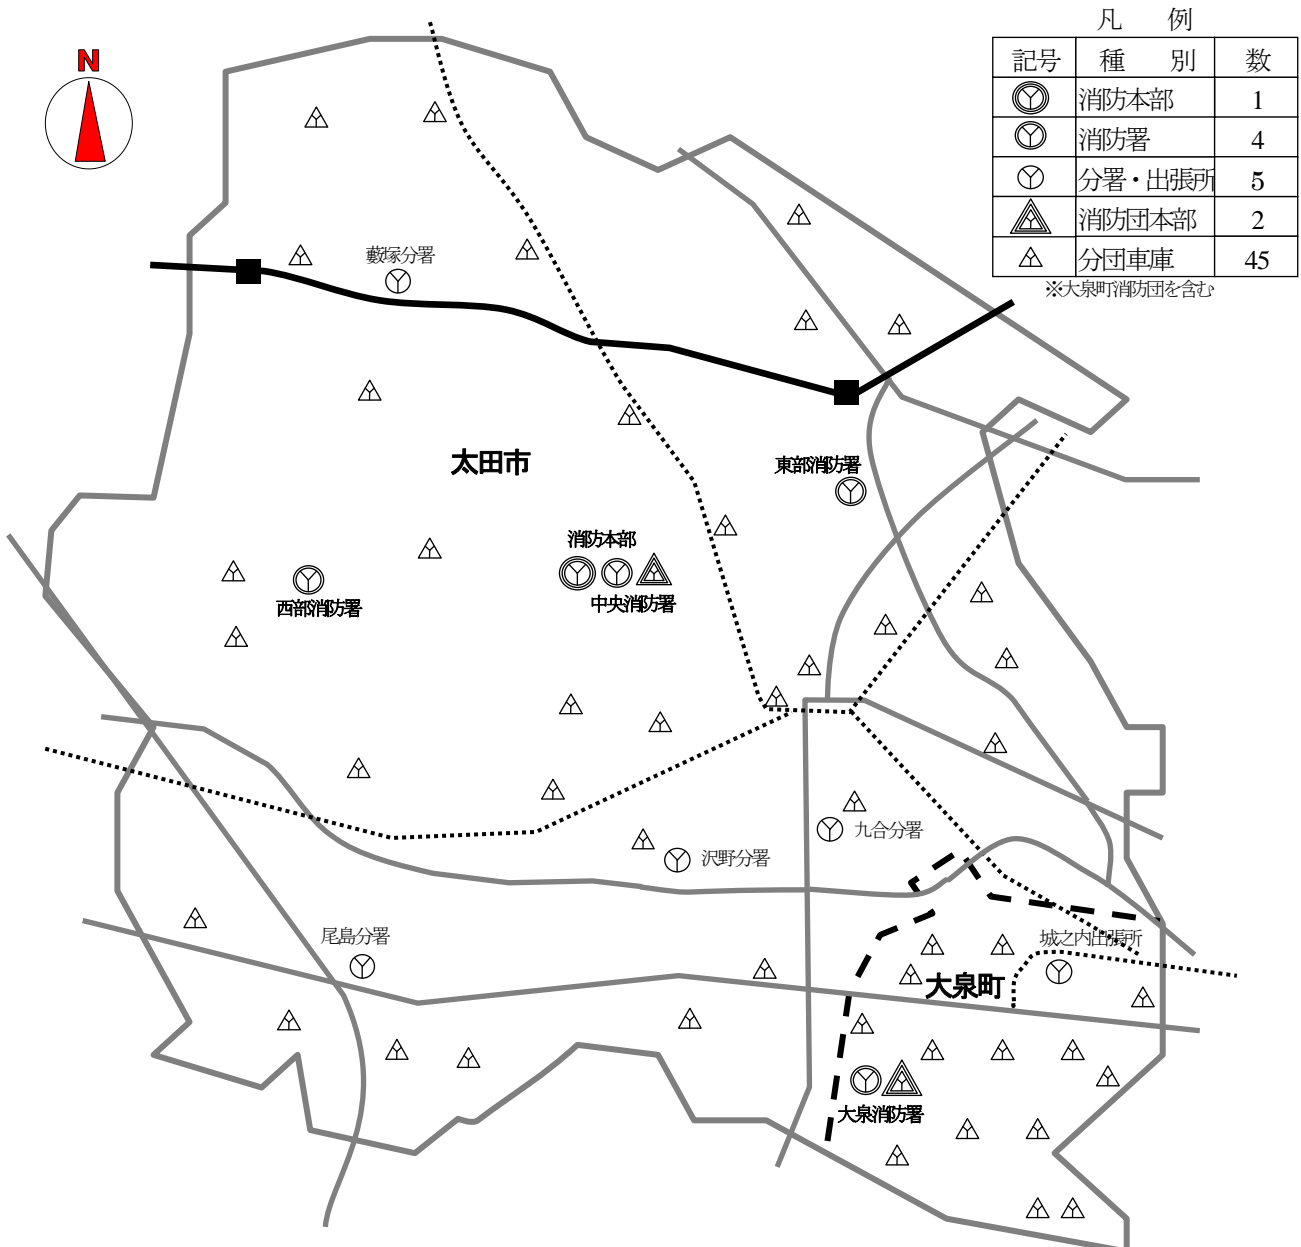 凡 例
記号 種 別 数
消防本部 1
消防署 4
分署・出張所 5
消防団本部 2
分団車庫 45
※大泉町消防団を含む
N
藪塚分署
太田市
東部消防署
消防本部
中央消防署
西部消防署
九合分署
沢野分署
尾島分署
城之内出張所
大泉町
大泉消防署